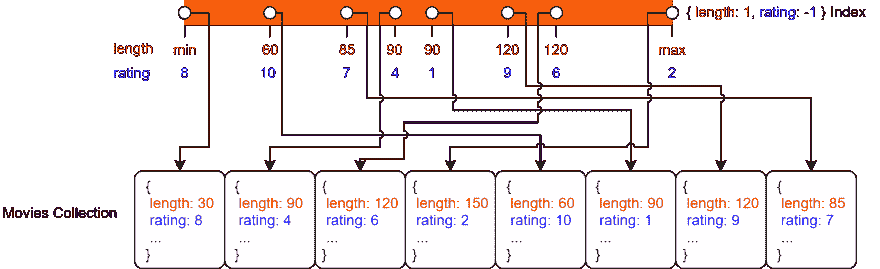 { length: 1, rating: -1 } Index
length min 60 85 90 90 120 120 max
rating 8 10 7 4 1 9 6 2
Movies Collection
{ { { { { { { {
length: 30 length: 90 length: 120 length: 150 length: 60 length: 90 length: 120 length: 85
rating: 8 rating: 4 rating: 6 rating: 2 rating: 10 rating: 1 rating: 9 rating: 7
... ... ... ... ... ... ... ...
} } } } } } } }